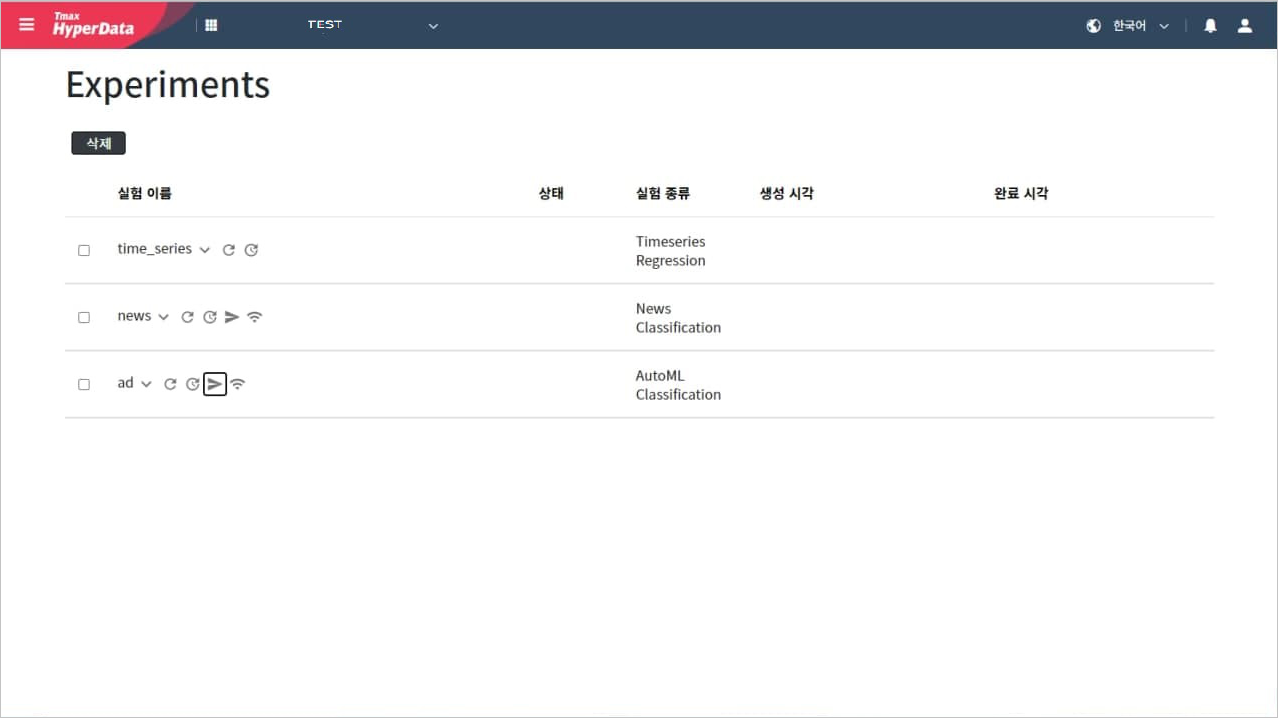 Tmax
HyperData
TEST
한국어
Experiments
삭제
실험 이름 상태 실험 종류 생성 시각 완료 시각
time_series Timeseries
Regression
news News
Classification
ad AutoML
Classification